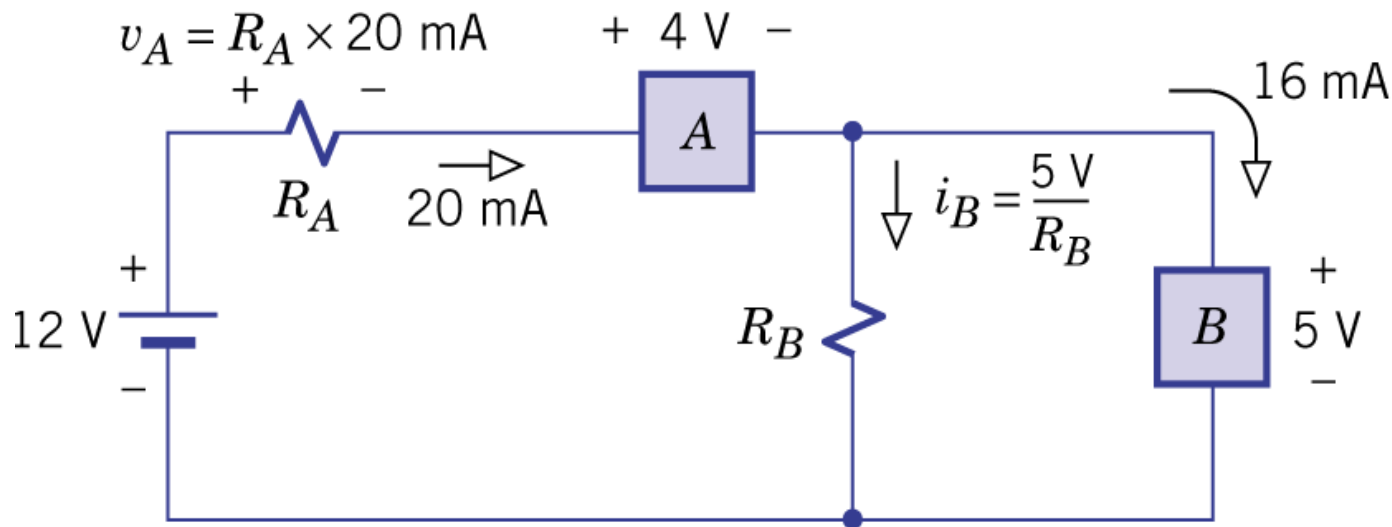 v_A = R_A × 20 mA
+ −
+ 4 V −
16 mA
A
R_A
20 mA
i_B = 5 V / R_B
+
12 V
−
R_B
B
+
5 V
−